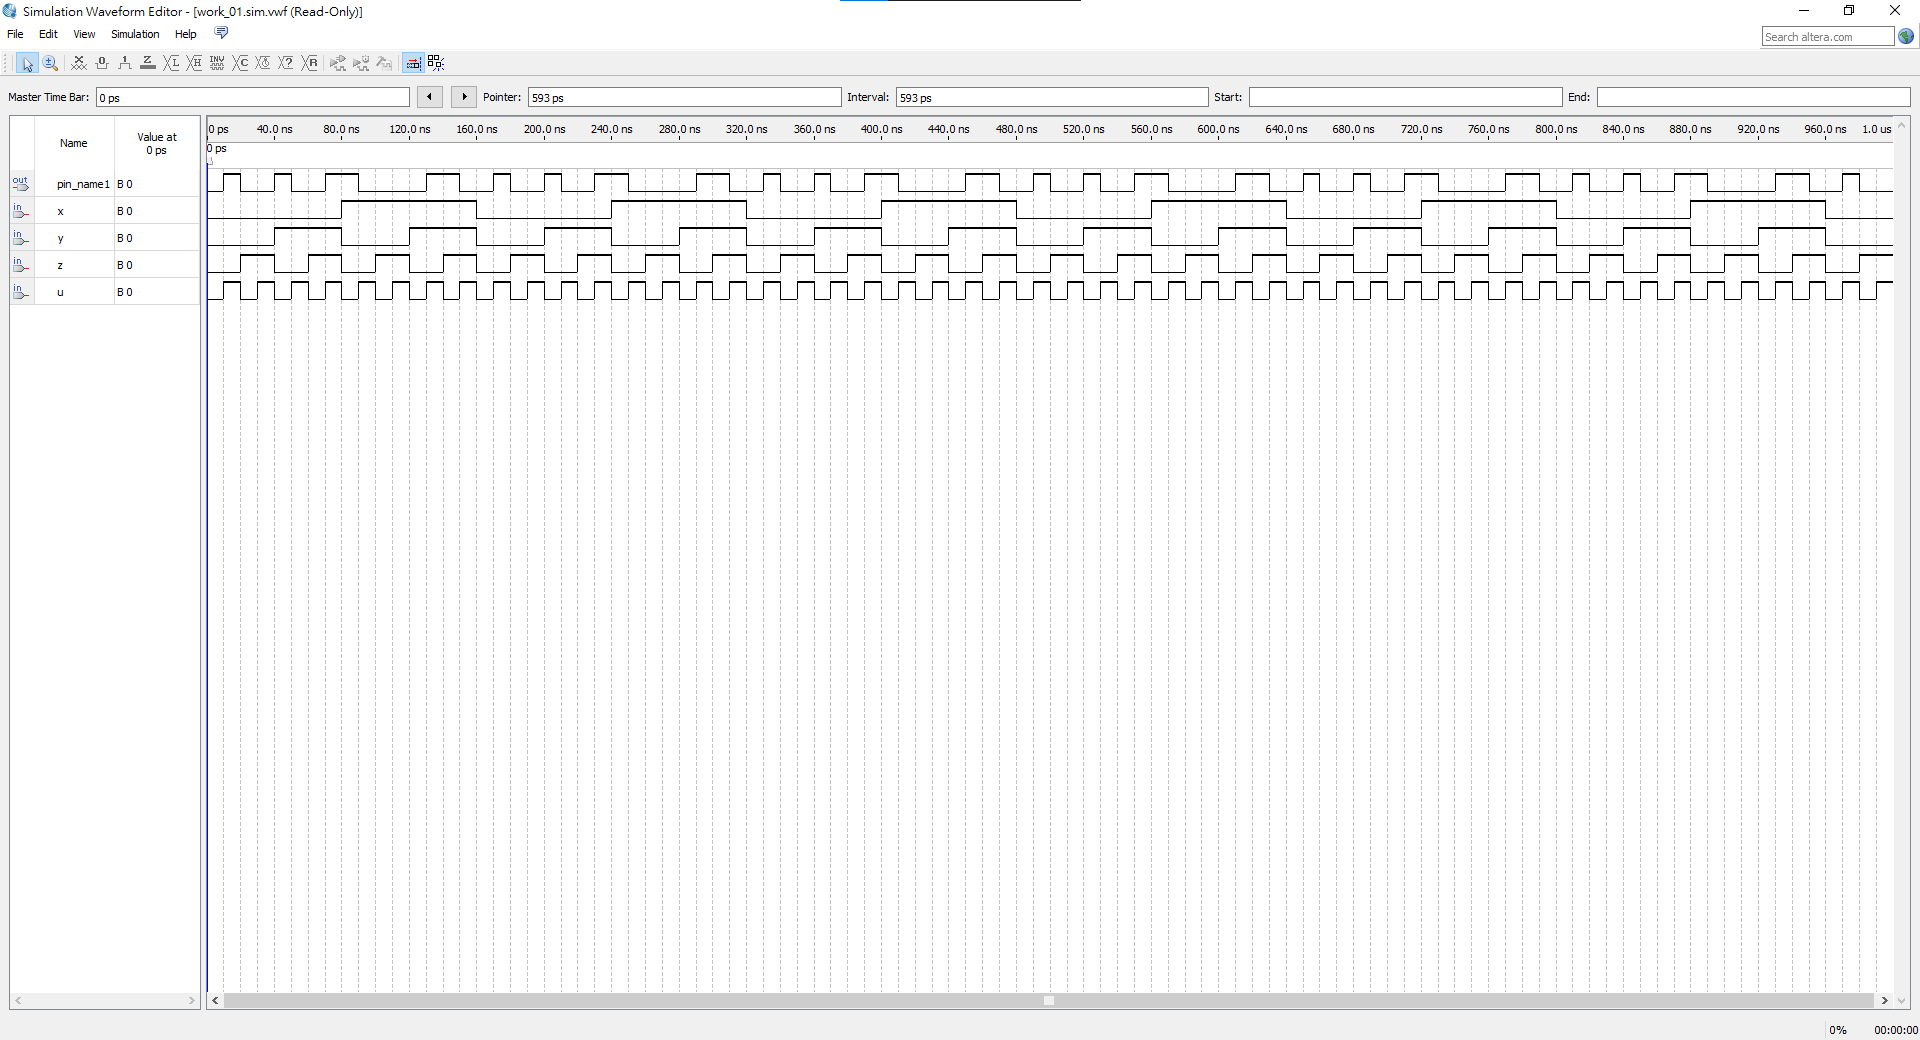 Simulation Waveform Editor - [work_01.sim.vwf (Read-Only)]
File Edit View Simulation Help
Search altera.com
Master Time Bar: 0 ps Pointer: 593 ps Interval: 593 ps Start: End:
Name Value at 0 ps
0 ps 40.0 ns 80.0 ns 120.0 ns 160.0 ns 200.0 ns 240.0 ns 280.0 ns 320.0 ns 360.0 ns 400.0 ns 440.0 ns 480.0 ns 520.0 ns 560.0 ns 600.0 ns 640.0 ns 680.0 ns 720.0 ns 760.0 ns 800.0 ns 840.0 ns 880.0 ns 920.0 ns 960.0 ns 1.0 us
0 ps
out pin_name1 B 0
in x B 0
in y B 0
in z B 0
in u B 0
0% 00:00:00